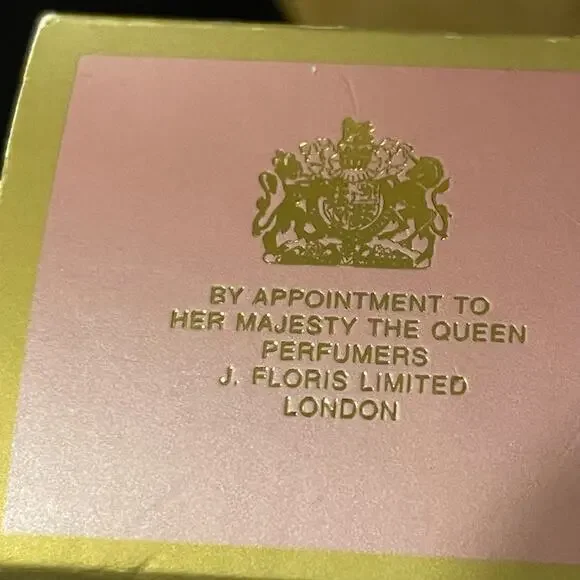 BY APPOINTMENT TO
HER MAJESTY THE QUEEN
PERFUMERS
J. FLORIS LIMITED
LONDON